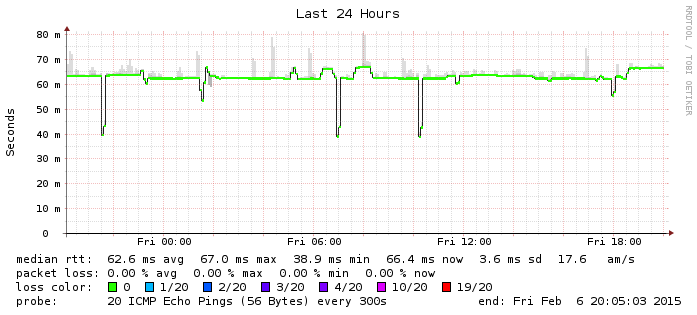 Last 24 Hours
RRDTOOL / TOBI OETIKER
Seconds
80 m
70 m
60 m
50 m
40 m
30 m
20 m
10 m
0
Fri 00:00 Fri 06:00 Fri 12:00 Fri 18:00
median rtt: 62.6 ms avg 67.0 ms max 38.9 ms min 66.4 ms now 3.6 ms sd 17.6 am/s
packet loss: 0.00 % avg 0.00 % max 0.00 % min 0.00 % now
loss color: 0 1/20 2/20 3/20 4/20 10/20 19/20
probe: 20 ICMP Echo Pings (56 Bytes) every 300s end: Fri Feb 6 20:05:03 2015